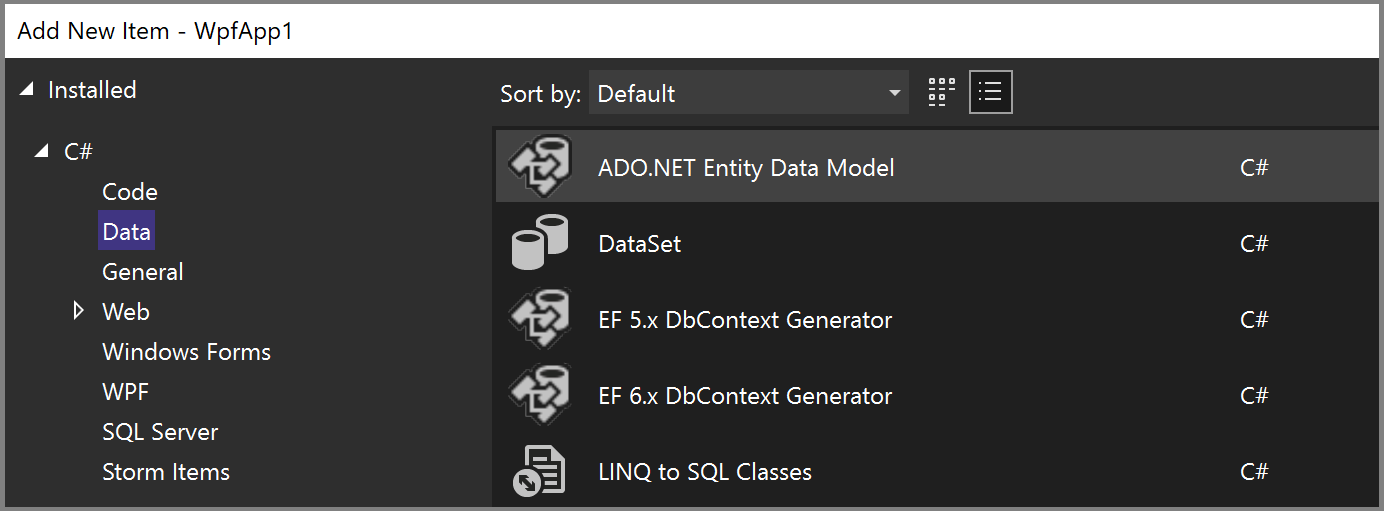 Add New Item - WpfApp1
Installed
C#
Code
Data
General
Web
Windows Forms
WPF
SQL Server
Storm Items
Sort by: Default
ADO.NET Entity Data Model C#
DataSet C#
EF 5.x DbContext Generator C#
EF 6.x DbContext Generator C#
LINQ to SQL Classes C#